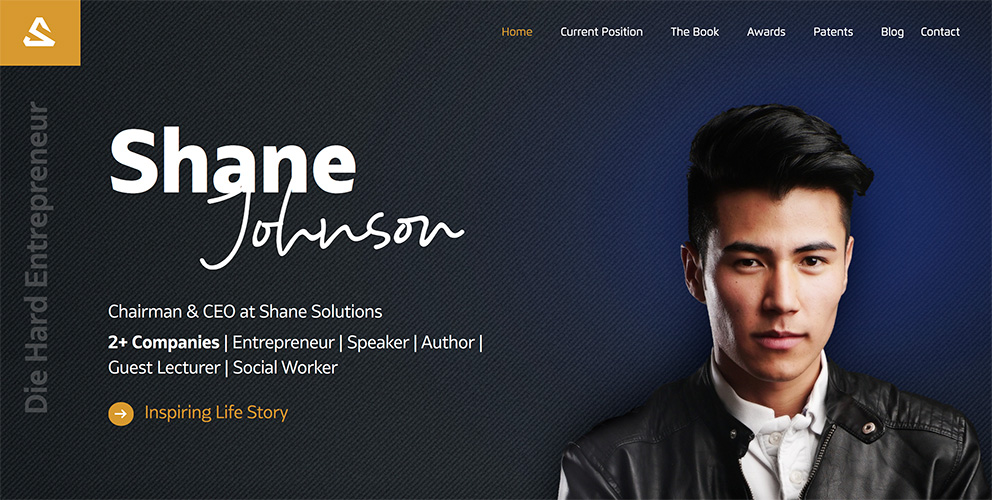 Home Current Position The Book Awards Patents Blog Contact
Die Hard Entrepreneur
Shane
Johnson
Chairman & CEO at Shane Solutions
2+ Companies | Entrepreneur | Speaker | Author |
Guest Lecturer | Social Worker
Inspiring Life Story